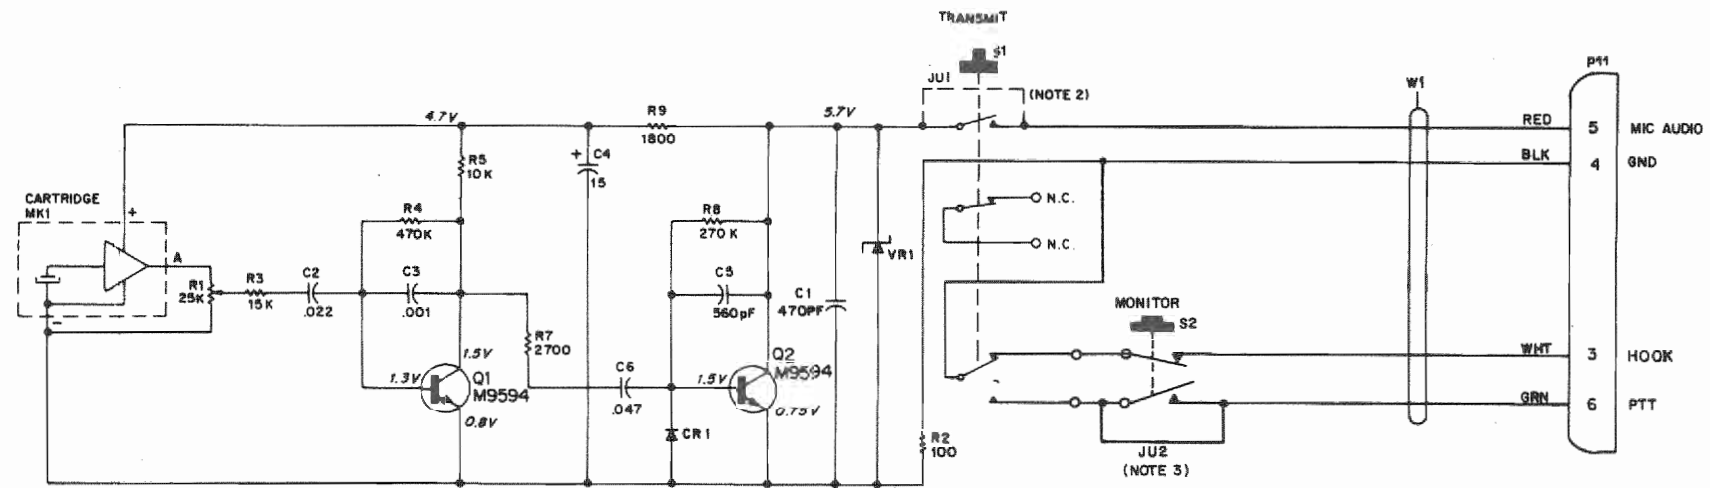 TRANSMIT
S1
JU1
(NOTE 2)
P11
W1
4.7V
R9
1800
5.7V
RED
5
MIC AUDIO
BLK
4
GND
R5
10K
+
C4
15
CARTRIDGE
MK1
+
R4
470K
R8
270K
N.C.
N.C.
VR1
A
R1
25K
R3
15K
C2
.022
C3
.001
C5
560pF
C1
470PF
-
MONITOR
S2
R7
2700
WHT
3
HOOK
1.5V
Q1
M9594
1.3V
0.8V
C6
.047
1.5V
Q2
M9594
0.75V
GRN
6
PTT
CR1
R2
100
JU2
(NOTE 3)